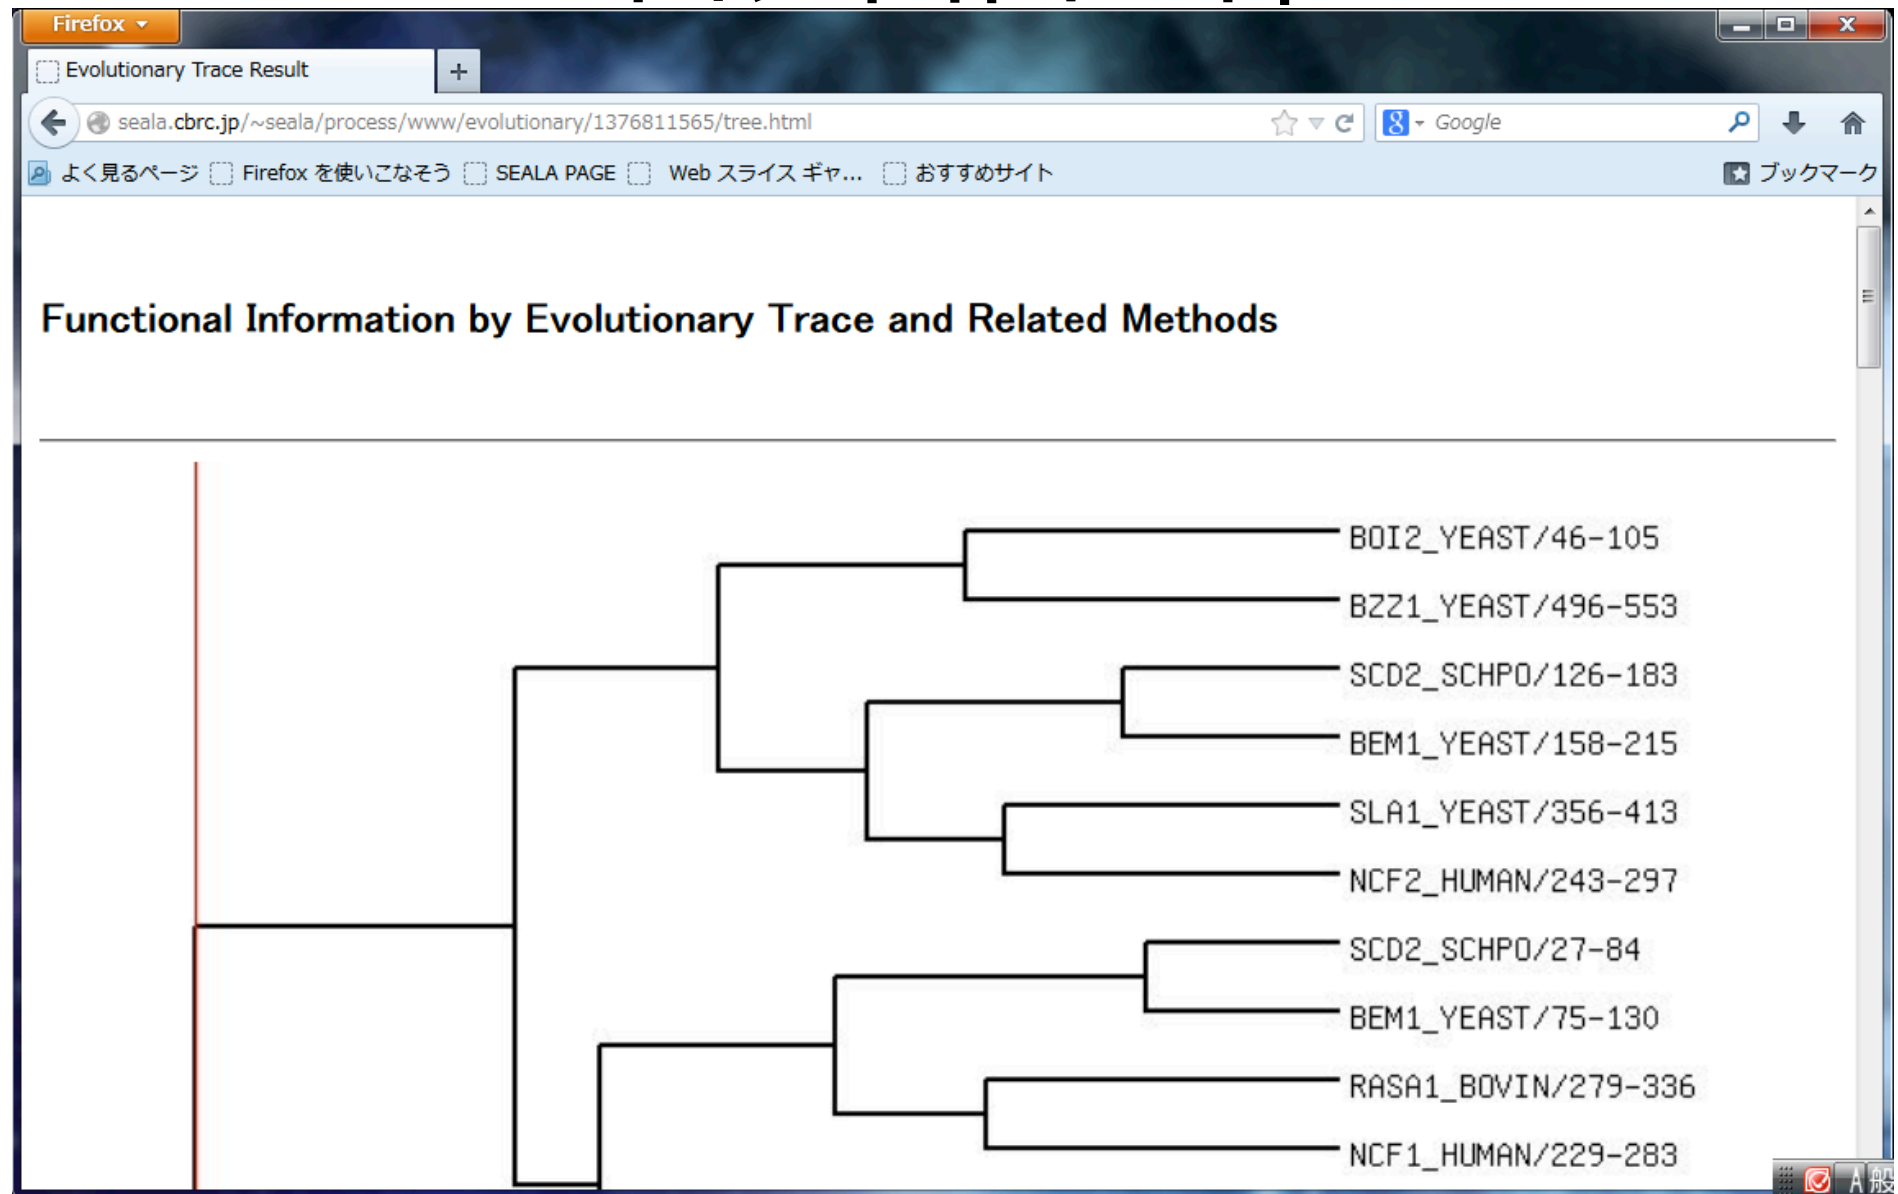 Firefox
Evolutionary Trace Result
seala.cbrc.jp/~seala/process/www/evolutionary/1376811565/tree.html
Google
よく見るページ Firefox を使いこなそう SEALA PAGE Web スライス ギャ... おすすめサイト ブックマーク
Functional Information by Evolutionary Trace and Related Methods
BOI2_YEAST/46-105
BZZ1_YEAST/496-553
SCD2_SCHPO/126-183
BEM1_YEAST/158-215
SLA1_YEAST/356-413
NCF2_HUMAN/243-297
SCD2_SCHPO/27-84
BEM1_YEAST/75-130
RASA1_BOVIN/279-336
NCF1_HUMAN/229-283
A 般